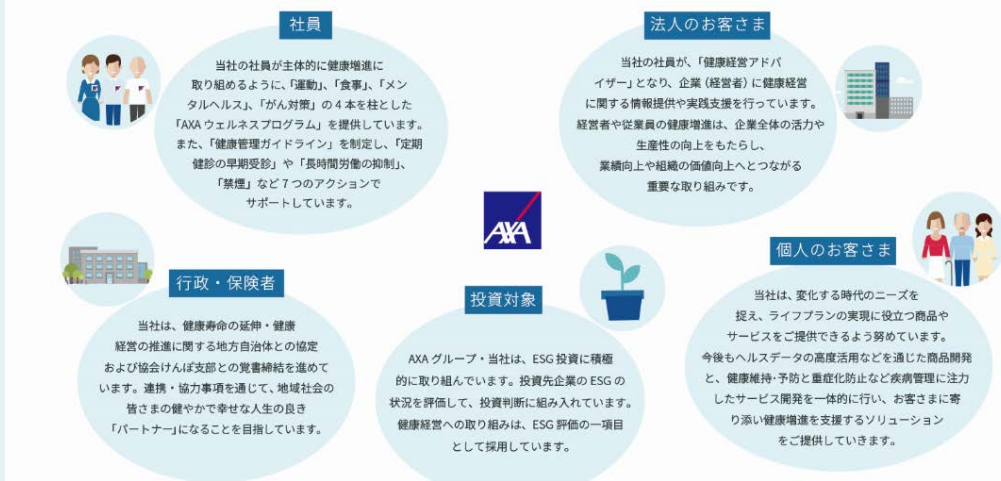 社員
当社の社員が主体的に健康増進に
取り組めるように、「運動」、「食事」、「メン
タルヘルス」、「がん対策」の4本を柱とした
「AXAウェルネスプログラム」を提供しています。
また、「健康管理ガイドライン」を制定し、「定期
健診の早期受診」や「長時間労働の抑制」、
「禁煙」など7つのアクションで
サポートしています。
法人のお客さま
当社の社員が、「健康経営アドバ
イザー」となり、企業（経営者）に健康経営
に関する情報提供や実践支援を行っています。
経営者や従業員の健康増進は、企業全体の活力や
生産性の向上をもたらし、
業績向上や組織の価値向上へとつながる
重要な取り組みです。
AXA
行政・保険者
当社は、健康寿命の延伸・健康
経営の推進に関する地方自治体との協定
および協会けんぽ支部との覚書締結を進めて
います。連携・協力事項を通じて、地域社会の
皆さまの健やかで幸せな人生の良き
「パートナー」になることを目指しています。
投資対象
AXAグループ・当社は、ESG投資に積極
的に取り組んでいます。投資先企業のESGの
状況を評価して、投資判断に組み入れています。
健康経営への取り組みは、ESG評価の一項目
として採用しています。
個人のお客さま
当社は、変化する時代のニーズを
捉え、ライフプランの実現に役立つ商品や
サービスをご提供できるよう努めています。
今後もヘルスデータの高度活用などを通じた商品開発
と、健康維持・予防と重症化防止など疾病管理に注力
したサービス開発を一体的に行い、お客さまに寄
り添い健康増進を支援するソリューション
をご提供していきます。